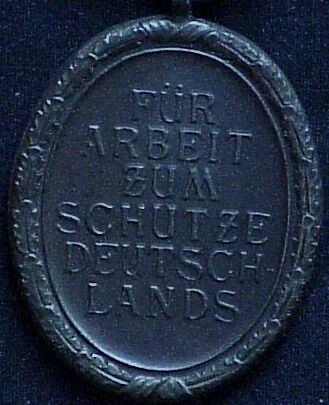 FÜR
ARBEIT
ZUM
SCHUTZE
DEUTSCH-
LANDS